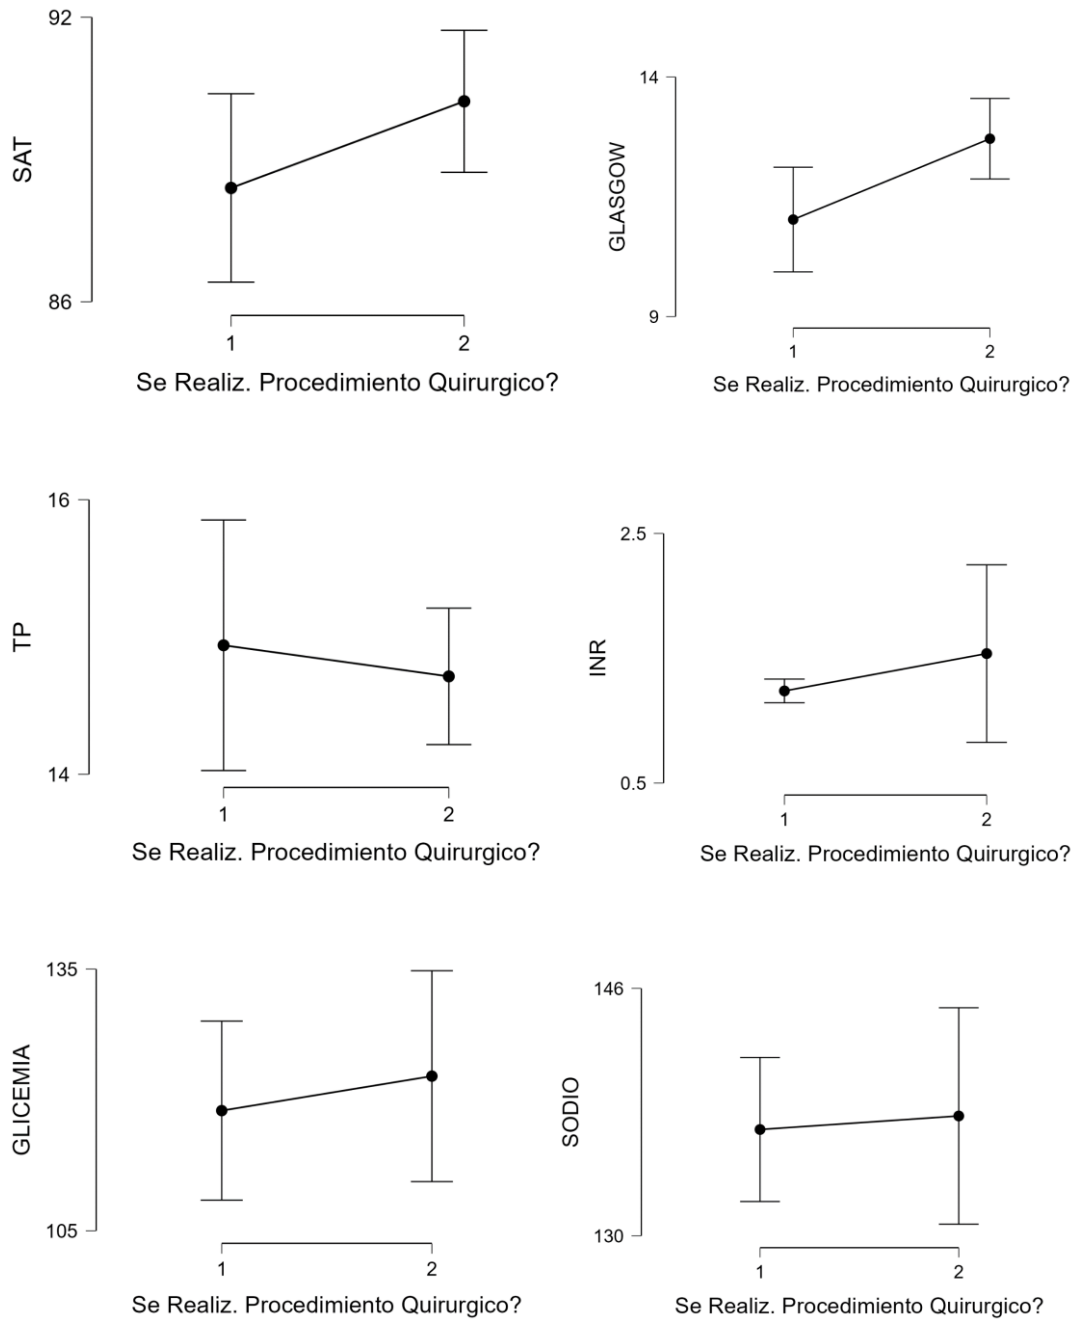 92
SAT
86
1
2
Se Realiz. Procedimiento Quirurgico?
14
GLASGOW
9
1
2
Se Realiz. Procedimiento Quirurgico?
16
TP
14
1
2
Se Realiz. Procedimiento Quirurgico?
2.5
INR
0.5
1
2
Se Realiz. Procedimiento Quirurgico?
135
GLICEMIA
105
1
2
Se Realiz. Procedimiento Quirurgico?
146
SODIO
130
1
2
Se Realiz. Procedimiento Quirurgico?